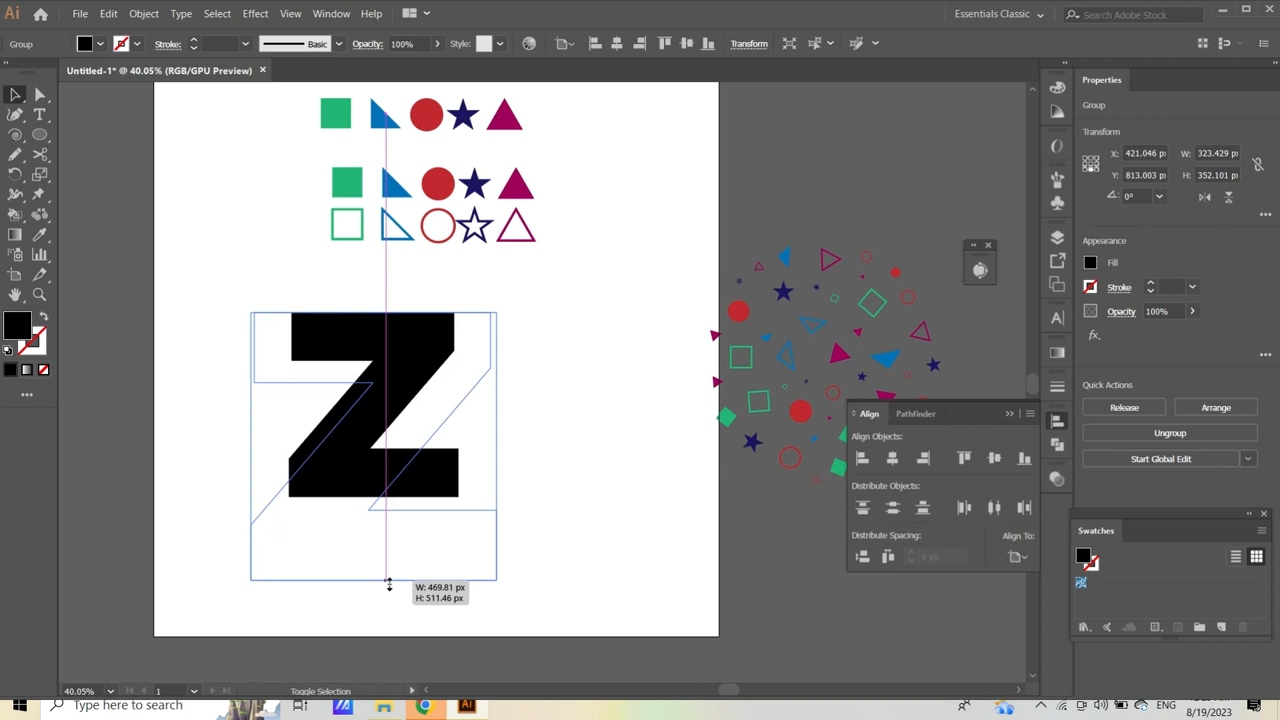 Ai File Edit Object Type Select Effect View Window Help Essentials Classic Search Adobe Stock
Group Stroke: Basic Opacity: 100% Style: Transform
Untitled-1* @ 40.05% (RGB/GPU Preview)
Properties
Group
Transform
X: 421.046 p W: 323.429 p
Y: 813.003 p H: 352.101 p
0°
Appearance
Fill
Stroke
Opacity 100%
fx.
Quick Actions
Release Arrange
Ungroup
Start Global Edit
Align Pathfinder
Align Objects:
Distribute Objects:
Distribute Spacing: Align To:
0 px
Swatches
Z
W: 469.81 px
H: 511.46 px
40.05% 1 Toggle Selection
Type here to search Ai ENG
8/19/2023